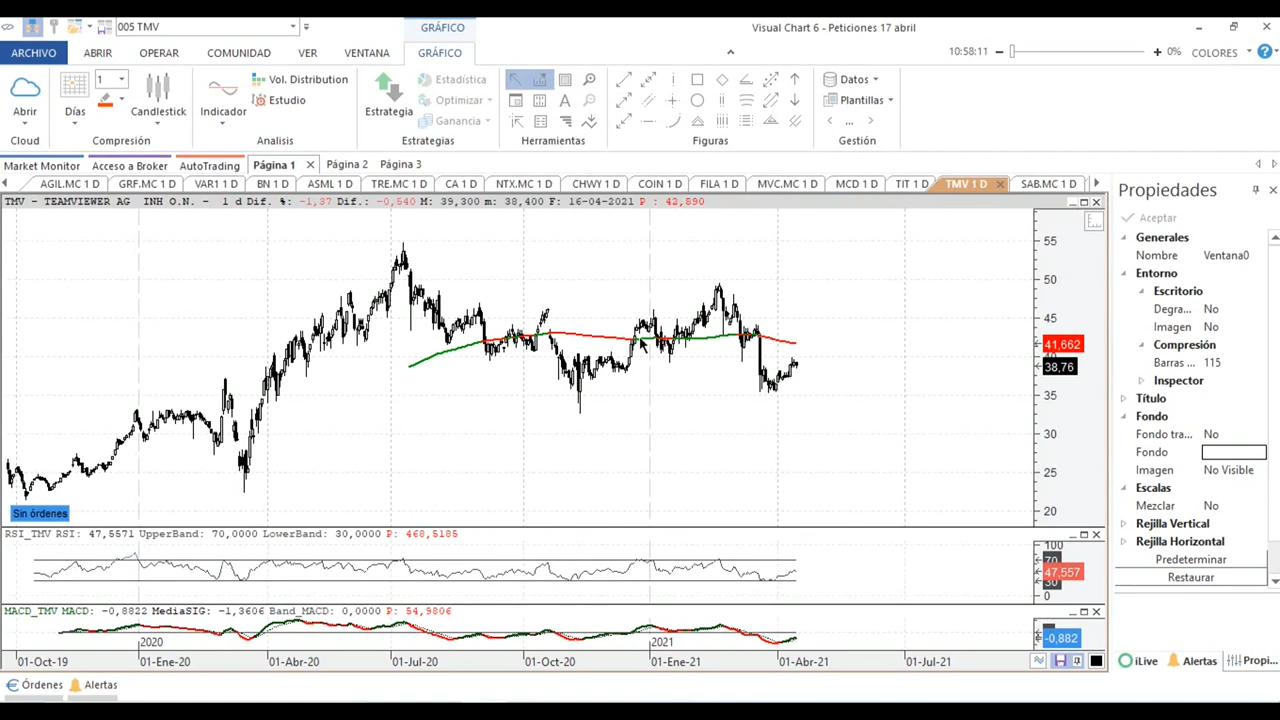 005 TMV
GRÁFICO
Visual Chart 6 - Peticiones 17 abril
ARCHIVO ABRIR OPERAR COMUNIDAD VER VENTANA GRÁFICO
10:58:11 0% COLORES
Abrir
Cloud
Días
1
Candlestick
Compresión
Indicador
Vol. Distribution
Estudio
Analisis
Estrategia
Estadística
Optimizar
Ganancia
Estrategias
Herramientas
Figuras
Datos
Plantillas
...
Gestión
Market Monitor Acceso a Broker AutoTrading Página 1 Página 2 Página 3
AGIL.MC 1 D GRF.MC 1 D VAR1 1 D BN 1 D ASML 1 D TRE.MC 1 D CA 1 D NTX.MC 1 D CHWY 1 D COIN 1 D FILA 1 D MVC.MC 1 D MCD 1 D TIT 1 D TMV 1 D SAB.MC 1 D
TMV - TEAMVIEWER AG INH O.N. - 1 d Dif. %: -1,37 Dif.: -0,540 M: 39,300 m: 38,400 F: 16-04-2021 P : 42,590
55
50
45
41,662
40
38,76
35
30
25
20
Sin órdenes
RSI_TMV RSI: 47,5571 UpperBand: 70,0000 LowerBand: 30,0000 P: 468,5185
100
70
47,557
30
0
MACD_TMV MACD: -0,8822 MediaSIG: -1,3606 Band_MACD: 0,0000 P: 54,9806
-0,882
2020 2021
01-Oct-19 01-Ene-20 01-Abr-20 01-Jul-20 01-Oct-20 01-Ene-21 01-Abr-21 01-Jul-21
Propiedades
Aceptar
Generales
Nombre Ventana0
Entorno
Escritorio
Degra... No
Imagen No
Compresión
Barras ... 115
Inspector
Título
Fondo
Fondo tra... No
Fondo
Imagen No Visible
Escalas
Mezclar No
Rejilla Vertical
Rejilla Horizontal
Predeterminar
Restaurar
iLive Alertas Propi...
Órdenes Alertas